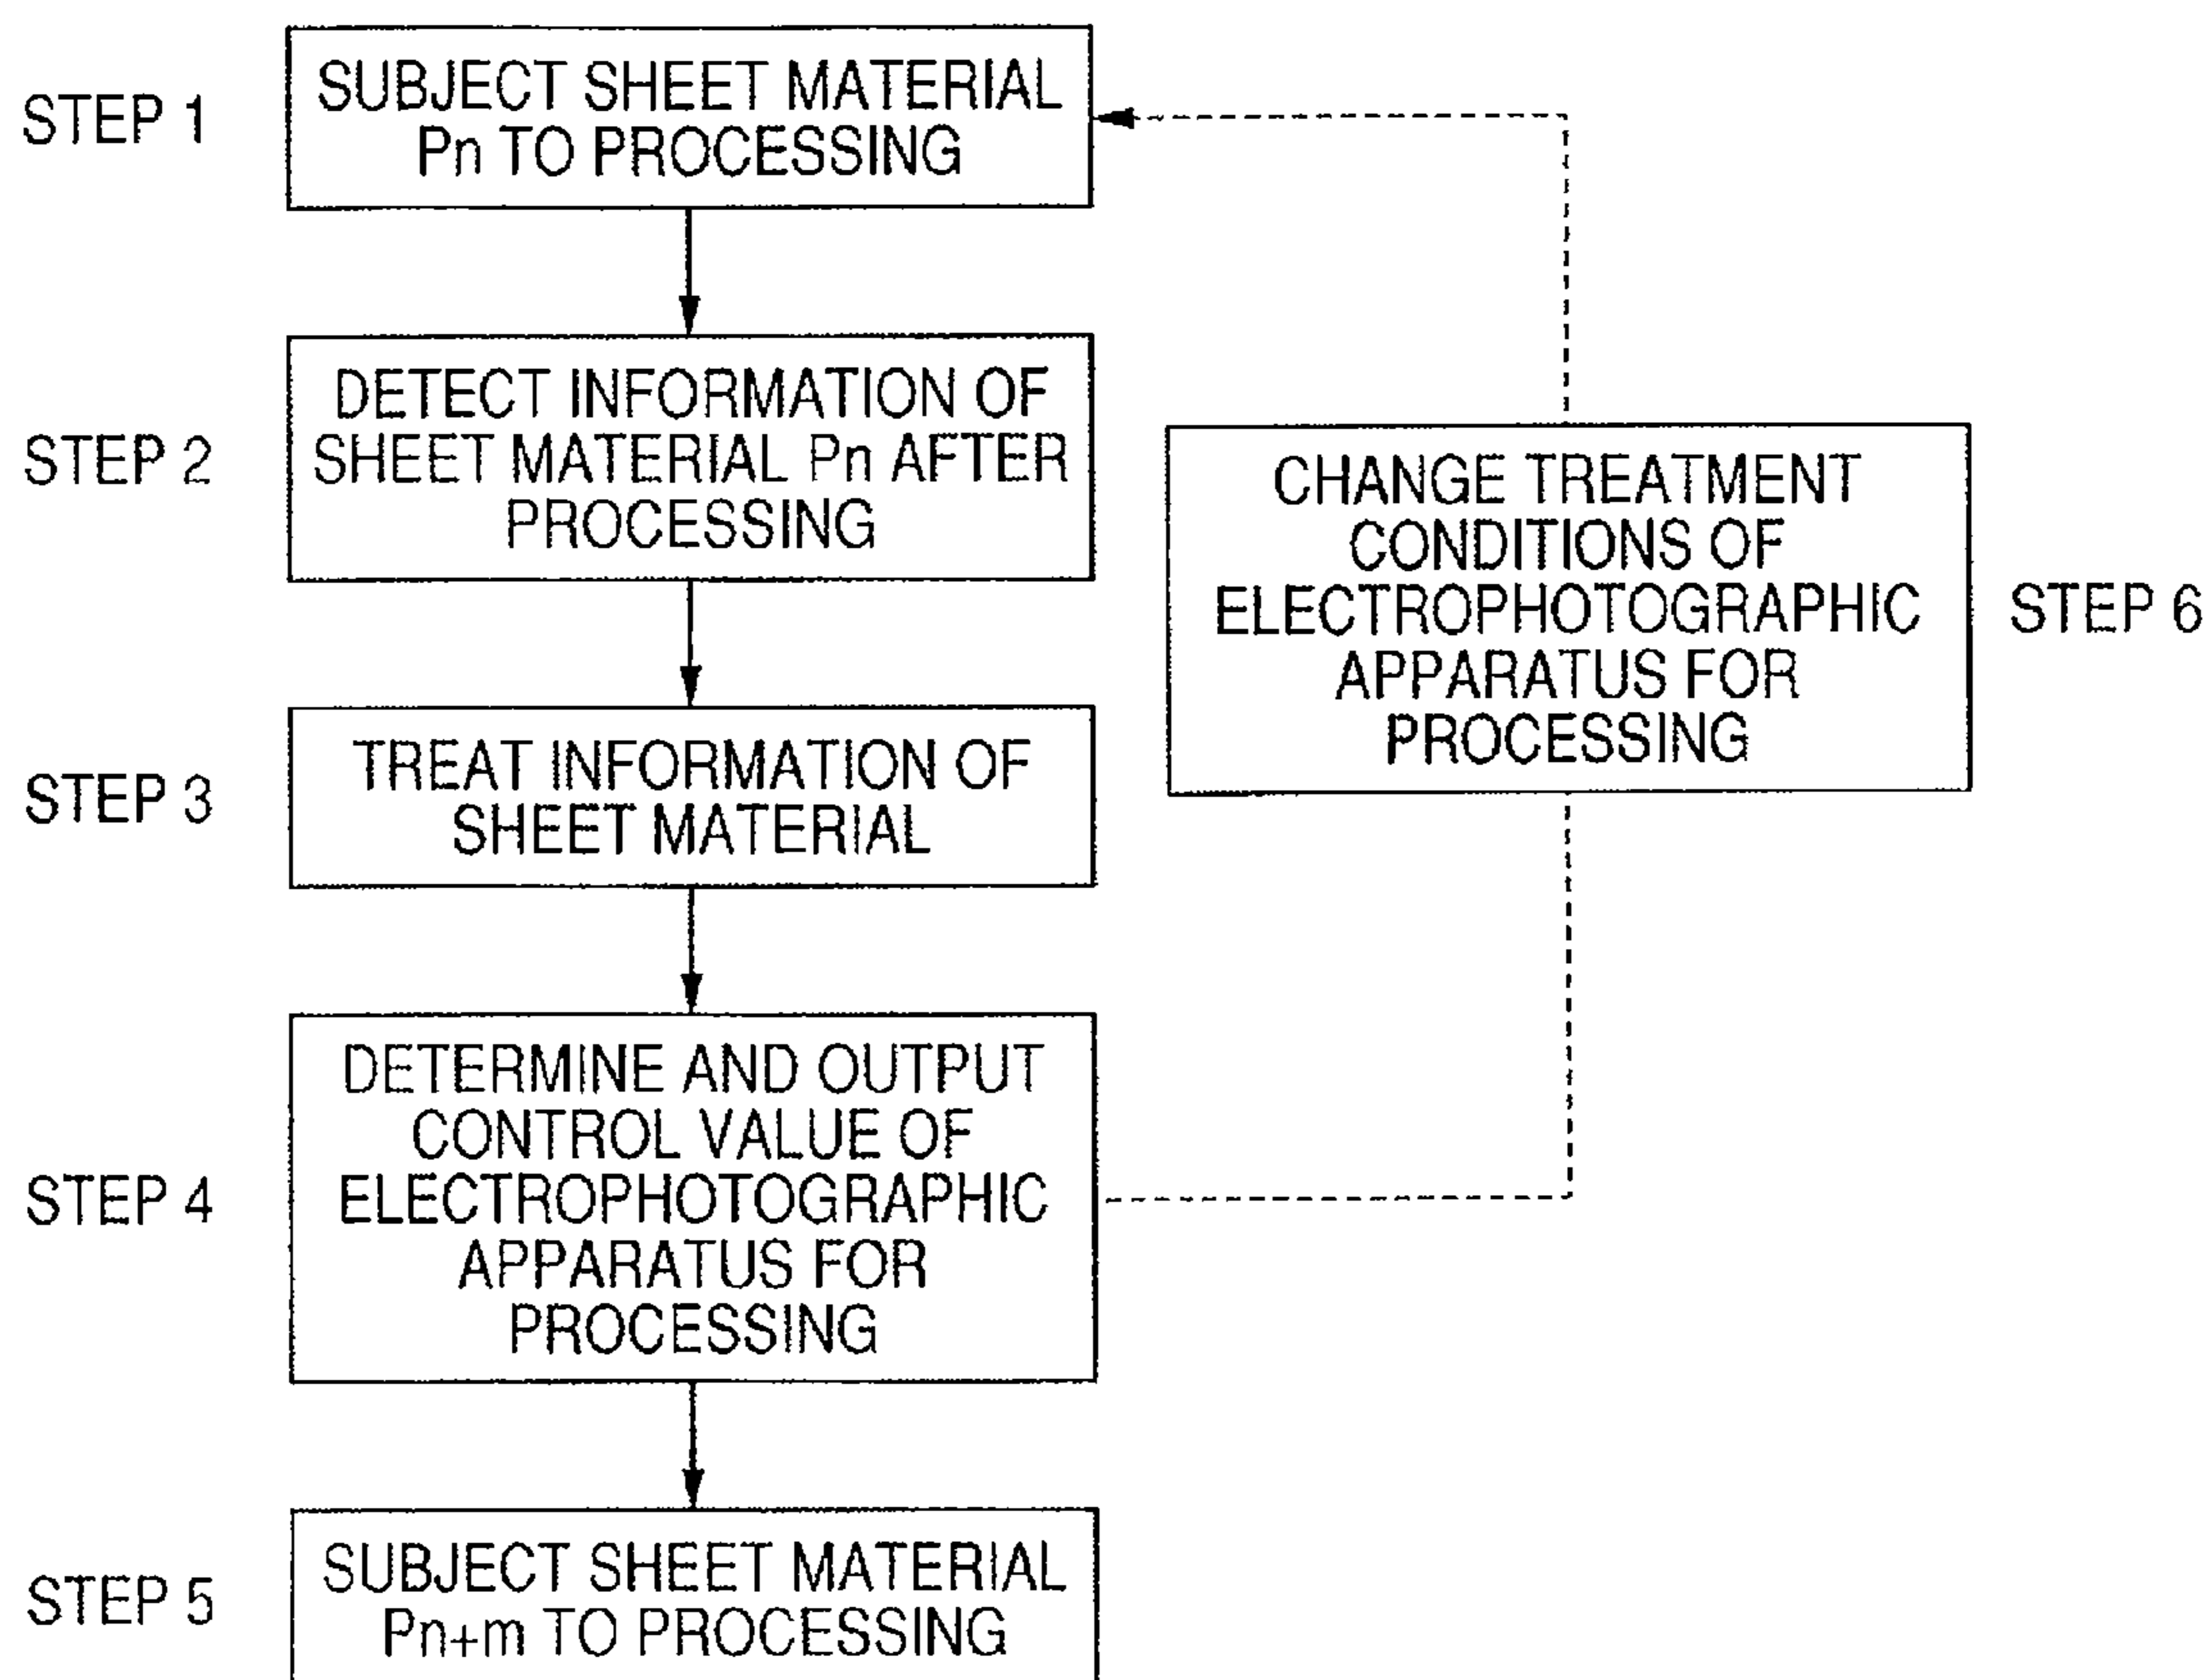 STEP 1
SUBJECT SHEET MATERIAL
Pn TO PROCESSING
STEP 2
DETECT INFORMATION OF
SHEET MATERIAL Pn AFTER
PROCESSING
STEP 3
TREAT INFORMATION OF
SHEET MATERIAL
STEP 4
DETERMINE AND OUTPUT
CONTROL VALUE OF
ELECTROPHOTOGRAPHIC
APPARATUS FOR
PROCESSING
STEP 5
SUBJECT SHEET MATERIAL
Pn+m TO PROCESSING
CHANGE TREATMENT
CONDITIONS OF
ELECTROPHOTOGRAPHIC
APPARATUS FOR
PROCESSING
STEP 6